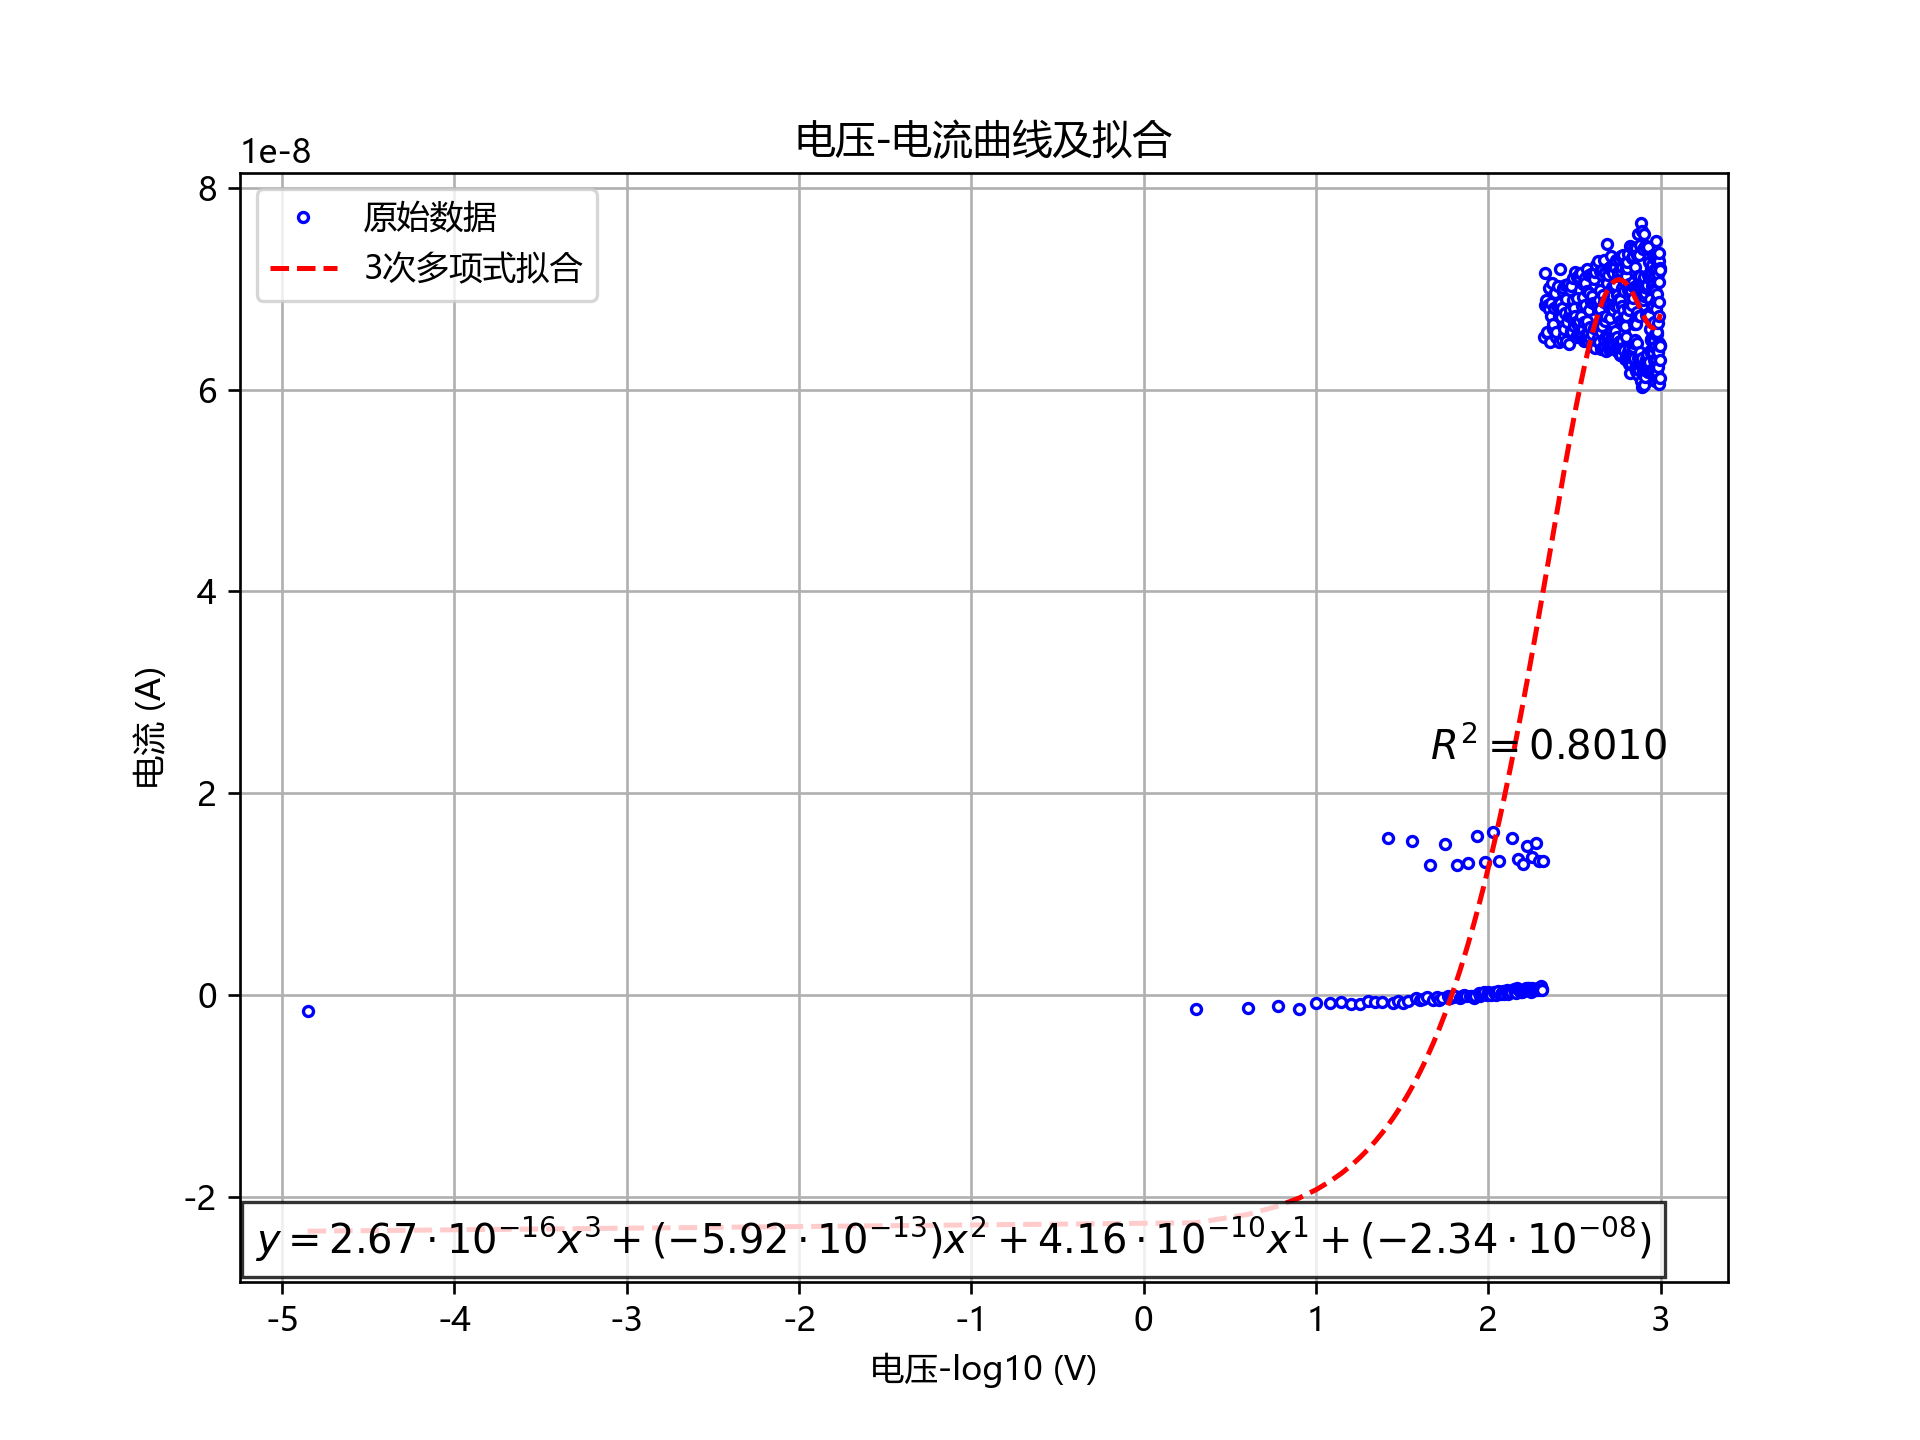 电压-电流曲线及拟合
1e-8
原始数据
3次多项式拟合
8
6
4
2
0
-2
电流 (A)
R² = 0.8010
y = 2.67 · 10⁻¹⁶x³ + (−5.92 · 10⁻¹³)x² + 4.16 · 10⁻¹⁰x¹ + (−2.34 · 10⁻⁰⁸)
-5 -4 -3 -2 -1 0 1 2 3
电压-log10 (V)